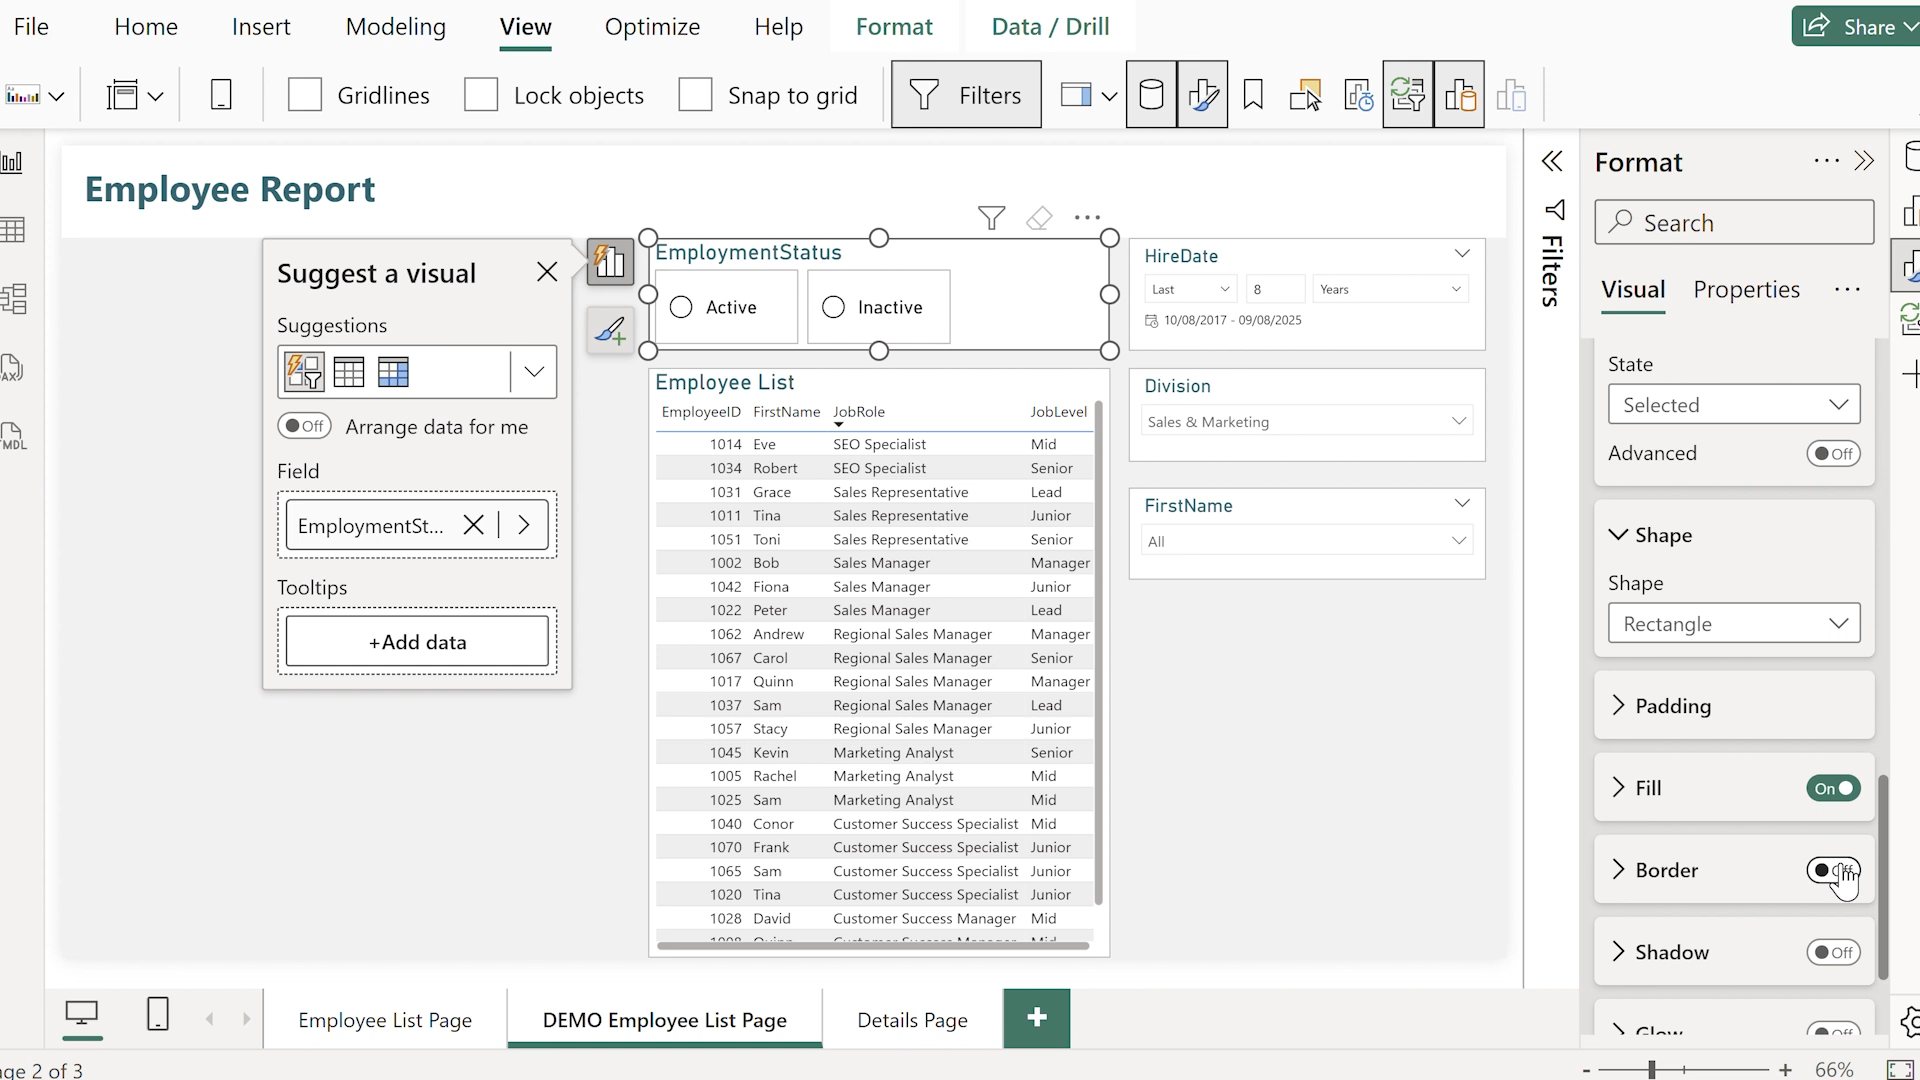 File Home Insert Modeling View Optimize Help Format Data / Drill Share
Gridlines Lock objects Snap to grid Filters
Employee Report
Suggest a visual
Suggestions
Off Arrange data for me
Field
EmploymentSt...
Tooltips
+Add data
EmploymentStatus
Active Inactive
Employee List
EmployeeID FirstName JobRole JobLevel
1014 Eve SEO Specialist Mid
1034 Robert SEO Specialist Senior
1031 Grace Sales Representative Lead
1011 Tina Sales Representative Junior
1051 Toni Sales Representative Senior
1002 Bob Sales Manager Manager
1042 Fiona Sales Manager Junior
1022 Peter Sales Manager Lead
1062 Andrew Regional Sales Manager Manager
1067 Carol Regional Sales Manager Senior
1017 Quinn Regional Sales Manager Manager
1037 Sam Regional Sales Manager Lead
1057 Stacy Regional Sales Manager Junior
1045 Kevin Marketing Analyst Senior
1005 Rachel Marketing Analyst Mid
1025 Sam Marketing Analyst Mid
1040 Conor Customer Success Specialist Mid
1070 Frank Customer Success Specialist Junior
1065 Sam Customer Success Specialist Junior
1020 Tina Customer Success Specialist Junior
1028 David Customer Success Manager Mid
HireDate
Last 8 Years
10/08/2017 - 09/08/2025
Division
Sales & Marketing
FirstName
All
Filters
Format
Search
Visual Properties
State
Selected
Advanced Off
Shape
Shape
Rectangle
Padding
Fill On
Border
Shadow Off
Glow Off
Employee List Page DEMO Employee List Page Details Page +
age 2 of 3
- + 66%